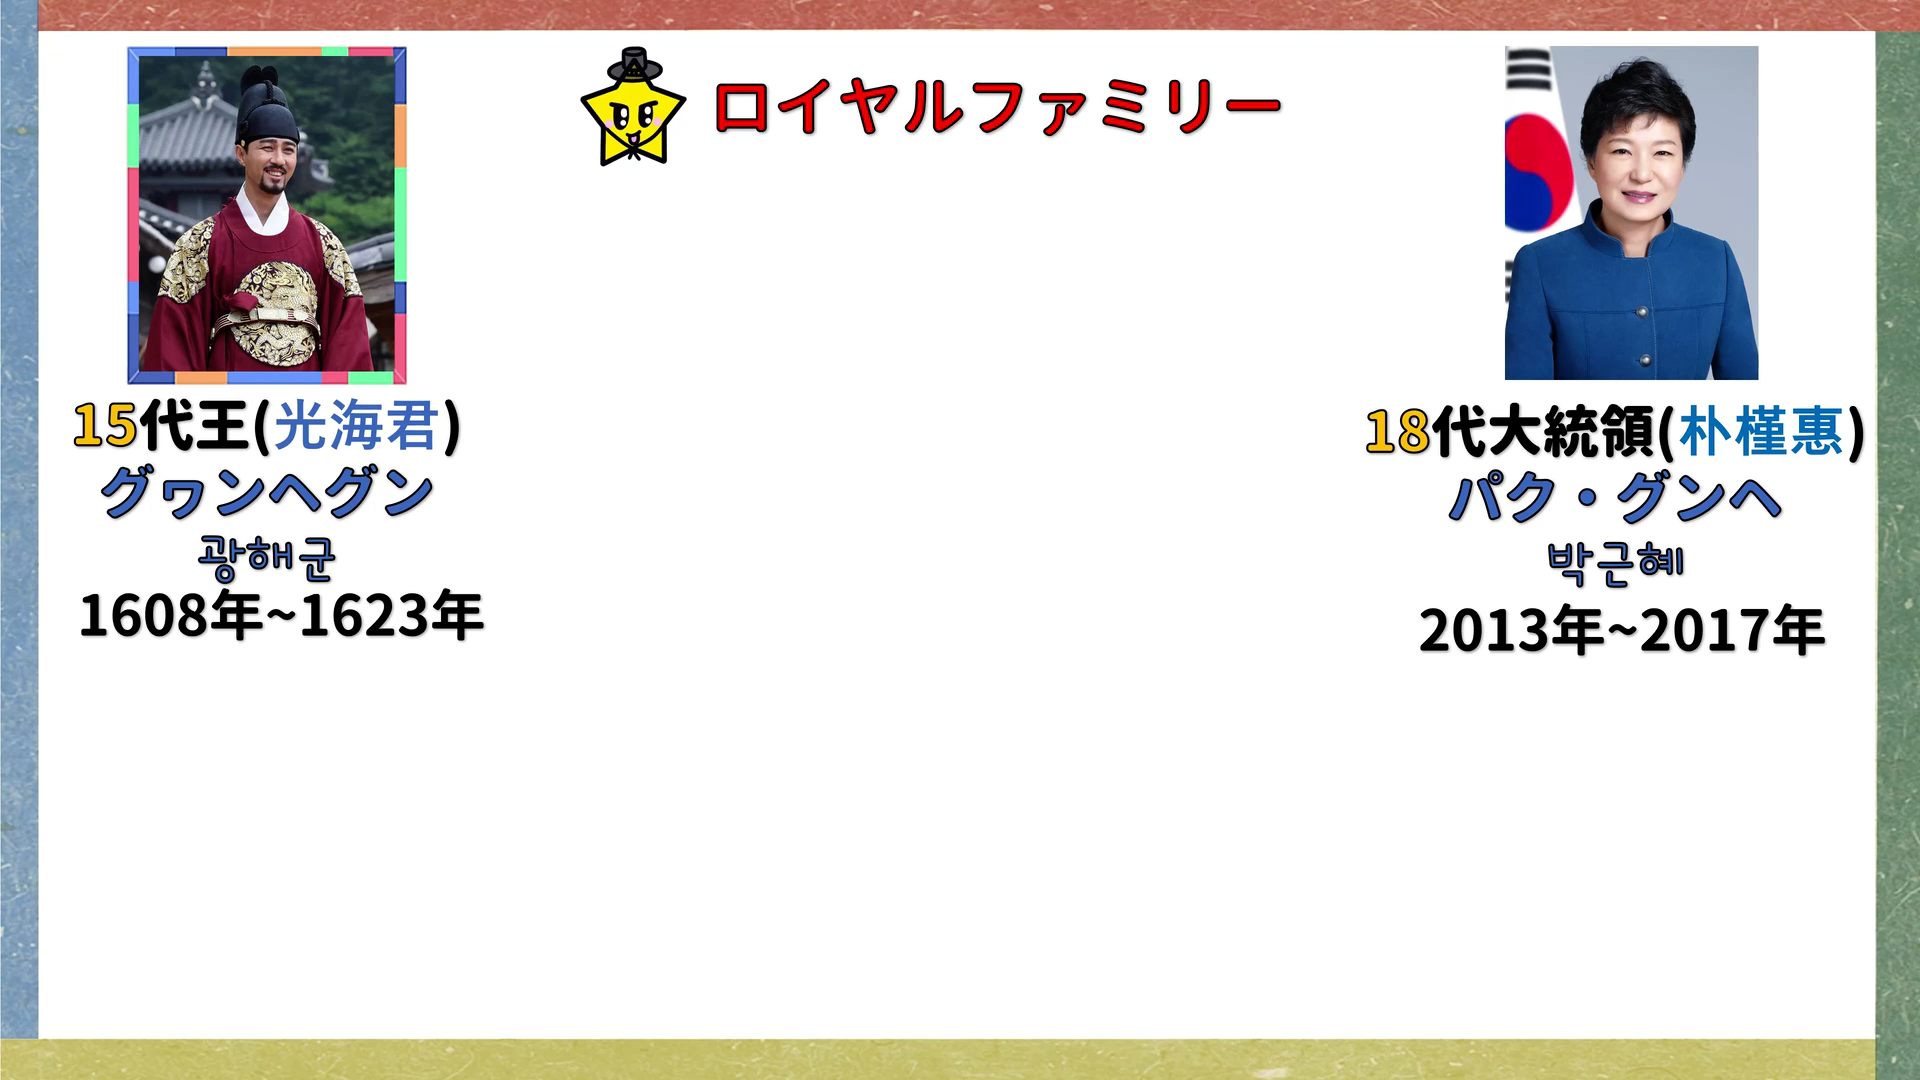 ロイヤルファミリー
15代王(光海君)
グヮンヘグン
광해군
1608年~1623年
18代大統領(朴槿惠)
パク・グンヘ
박근혜
2013年~2017年